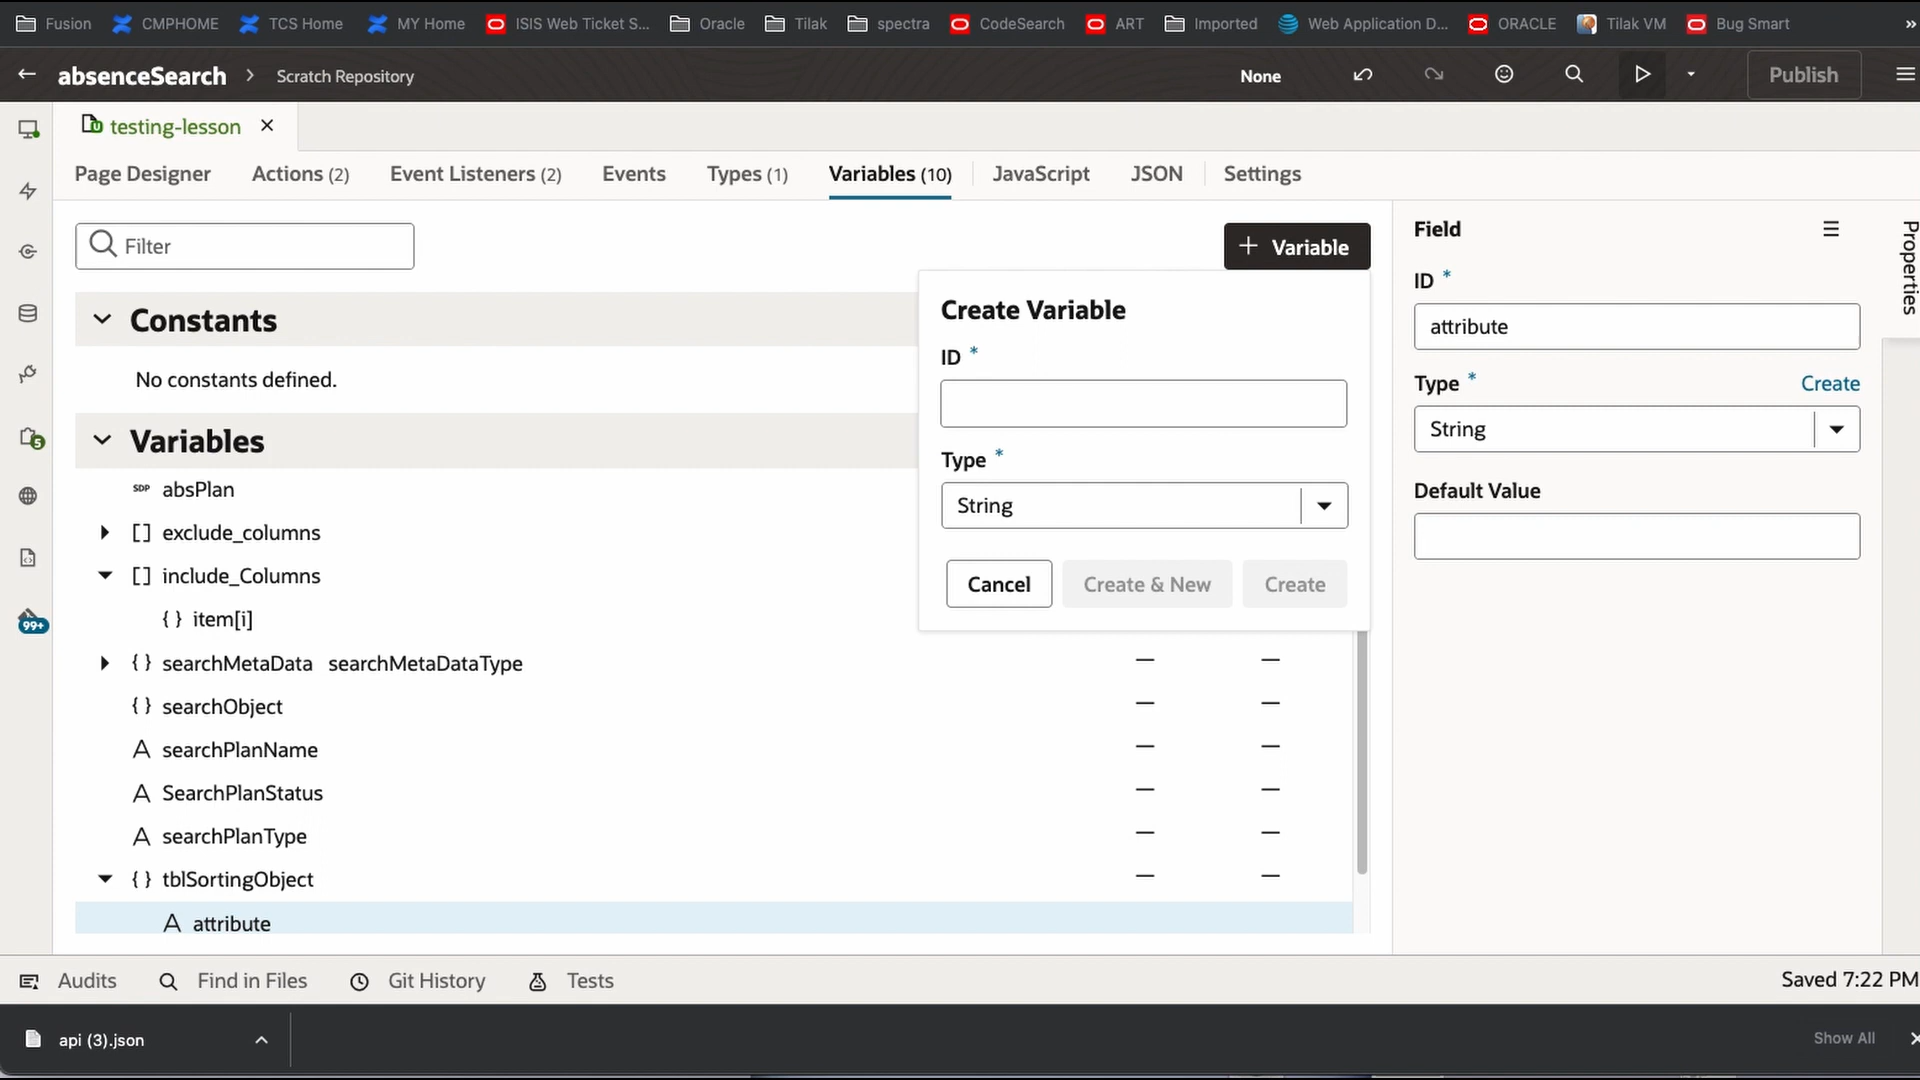 Fusion CMPHOME TCS Home MY Home ISIS Web Ticket S... Oracle Tilak spectra CodeSearch ART Imported Web Application D... ORACLE Tilak VM Bug Smart »
absenceSearch Scratch Repository None Publish
testing-lesson
Page Designer Actions (2) Event Listeners (2) Events Types (1) Variables (10) JavaScript JSON Settings
Filter
+ Variable
Field
Properties
ID *
attribute
Type * Create
String
Default Value
Create Variable
ID *
Type *
String
Cancel Create & New Create
Constants
No constants defined.
Variables
SDP absPlan
[] exclude_columns
[] include_Columns
{} item[i]
{} searchMetaData searchMetaDataType — —
{} searchObject — —
A searchPlanName — —
A SearchPlanStatus — —
A searchPlanType — —
{} tblSortingObject — —
A attribute
5
99+
Audits Find in Files Git History Tests Saved 7:22 PM
api (3).json Show All